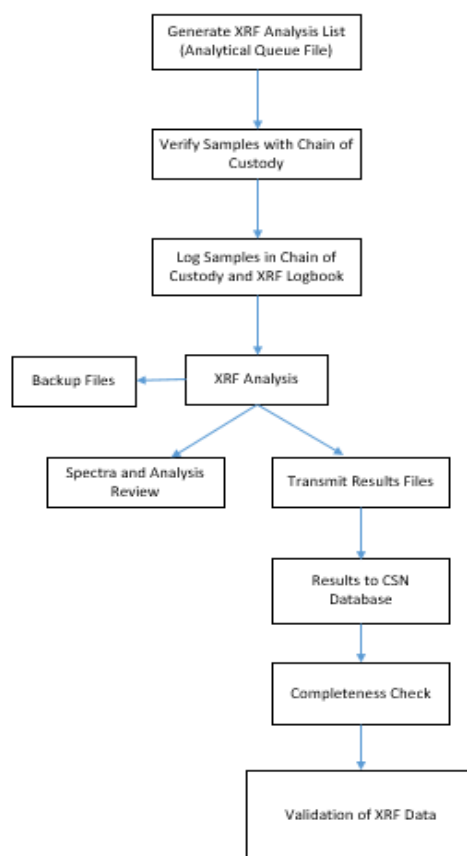 Generate XRF Analysis List
(Analytical Queue File)
Verify Samples with Chain of
Custody
Log Samples in Chain of
Custody and XRF Logbook
Backup Files
XRF Analysis
Spectra and Analysis
Review
Transmit Results Files
Results to CSN
Database
Completeness Check
Validation of XRF Data